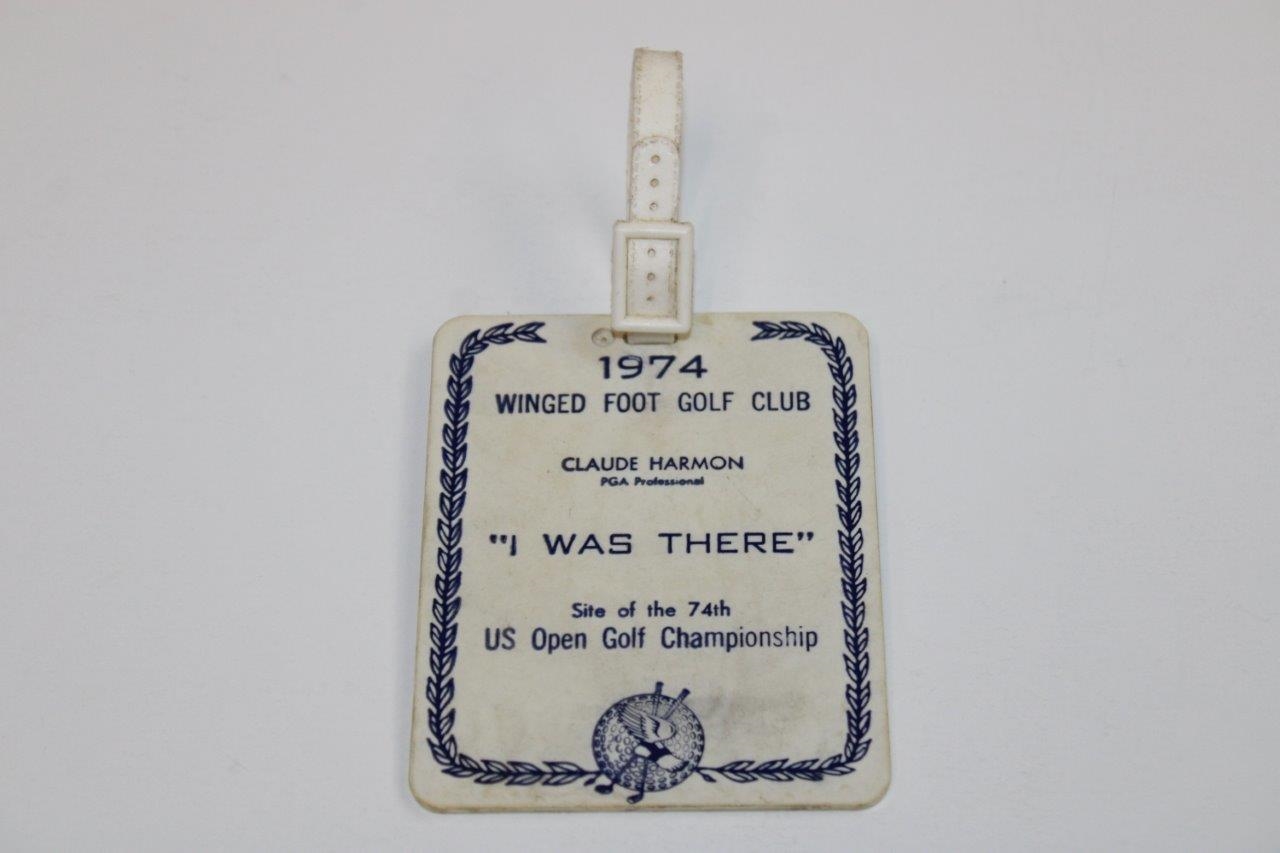 1974
WINGED FOOT GOLF CLUB
CLAUDE HARMON
PGA Professional
"I WAS THERE"
Site of the 74th
US Open Golf Championship